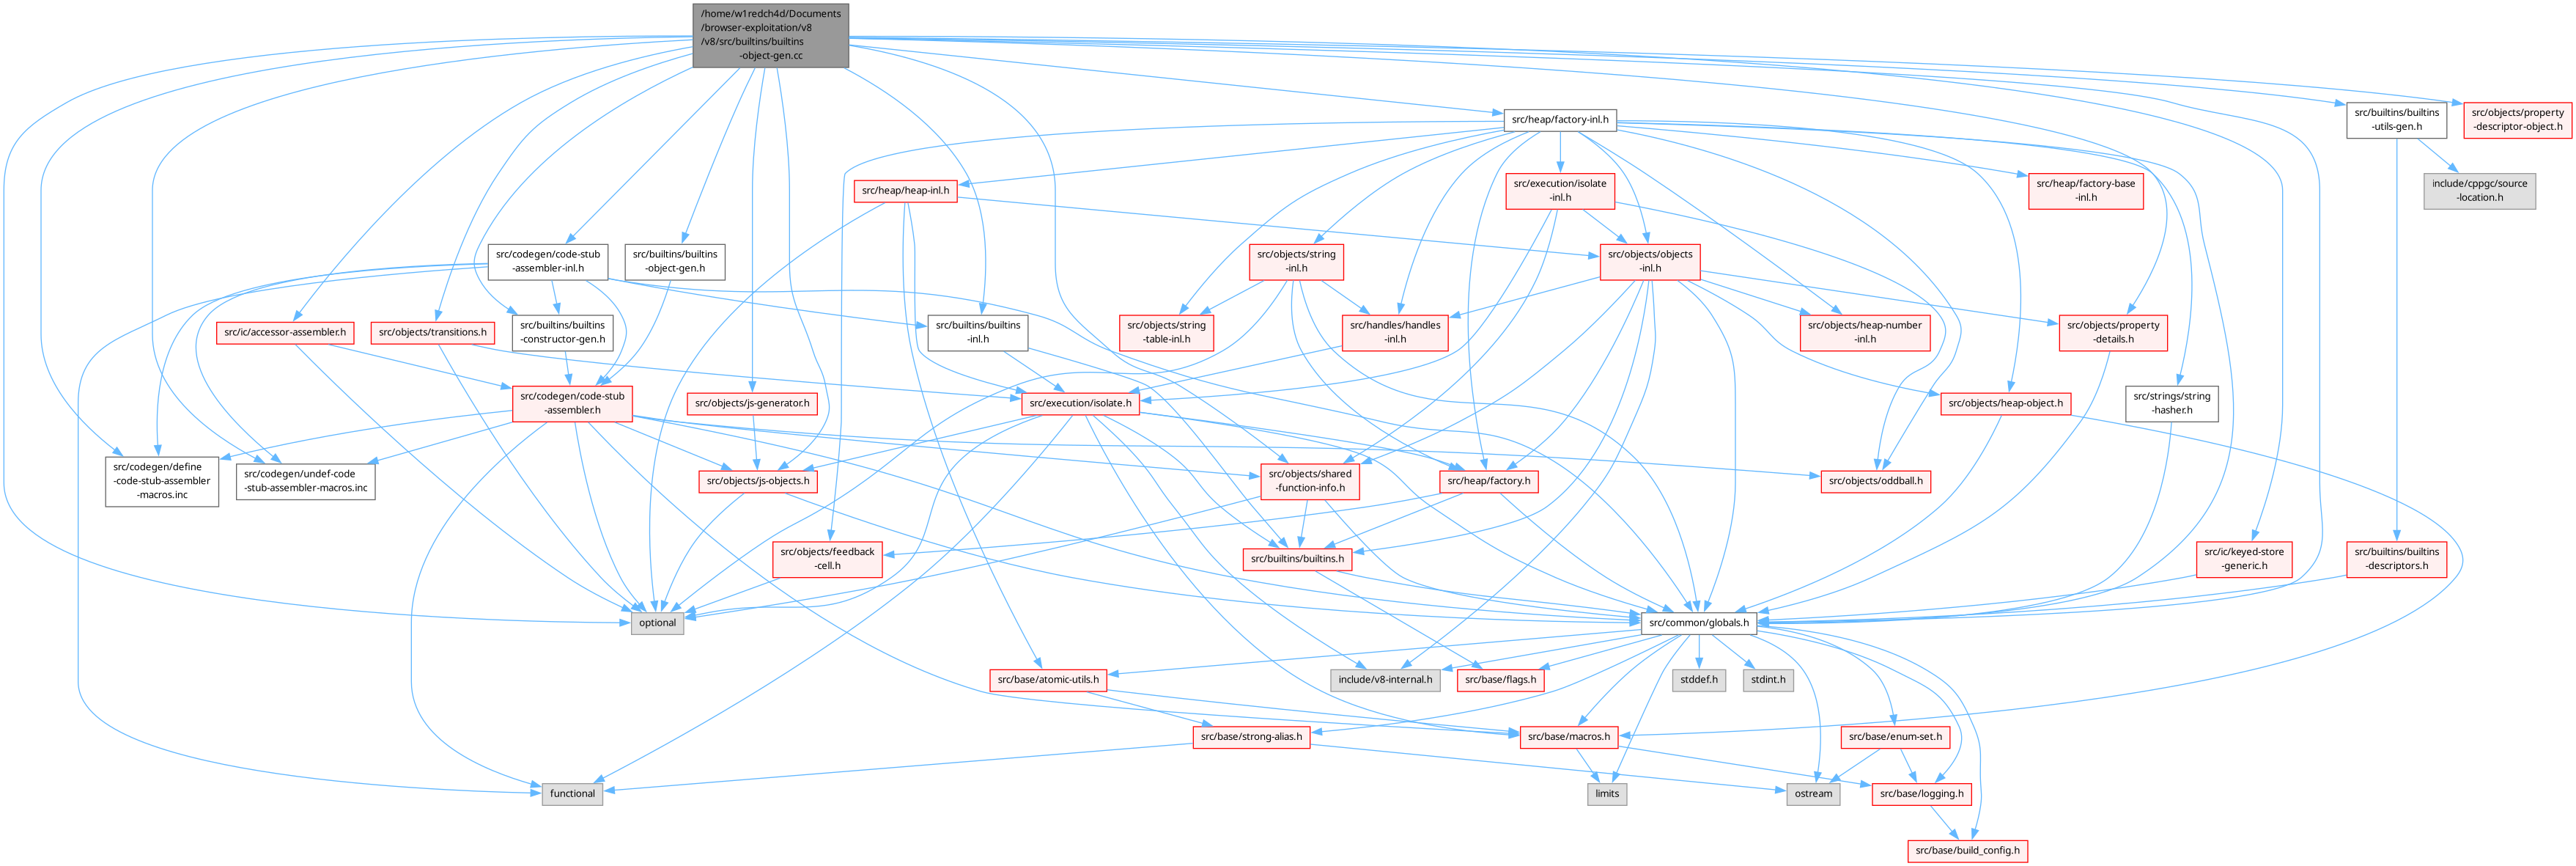 /home/w1redch4d/Documents
/browser-exploitation/v8
/v8/src/builtins/builtins
-object-gen.cc
src/heap/factory-inl.h
src/builtins/builtins
-utils-gen.h
src/objects/property
-descriptor-object.h
src/heap/heap-inl.h
src/execution/isolate
-inl.h
src/heap/factory-base
-inl.h
include/cppgc/source
-location.h
src/codegen/code-stub
-assembler-inl.h
src/builtins/builtins
-object-gen.h
src/objects/string
-inl.h
src/objects/objects
-inl.h
src/ic/accessor-assembler.h
src/objects/transitions.h
src/builtins/builtins
-constructor-gen.h
src/builtins/builtins
-inl.h
src/objects/string
-table-inl.h
src/handles/handles
-inl.h
src/objects/heap-number
-inl.h
src/objects/property
-details.h
src/codegen/code-stub
-assembler.h
src/objects/js-generator.h
src/execution/isolate.h
src/objects/heap-object.h
src/strings/string
-hasher.h
src/codegen/define
-code-stub-assembler
-macros.inc
src/codegen/undef-code
-stub-assembler-macros.inc
src/objects/js-objects.h
src/objects/shared
-function-info.h
src/heap/factory.h
src/objects/oddball.h
src/objects/feedback
-cell.h
src/builtins/builtins.h
src/ic/keyed-store
-generic.h
src/builtins/builtins
-descriptors.h
optional
src/common/globals.h
src/base/atomic-utils.h
include/v8-internal.h
src/base/flags.h
stddef.h
stdint.h
src/base/strong-alias.h
src/base/macros.h
src/base/enum-set.h
functional
limits
ostream
src/base/logging.h
src/base/build_config.h